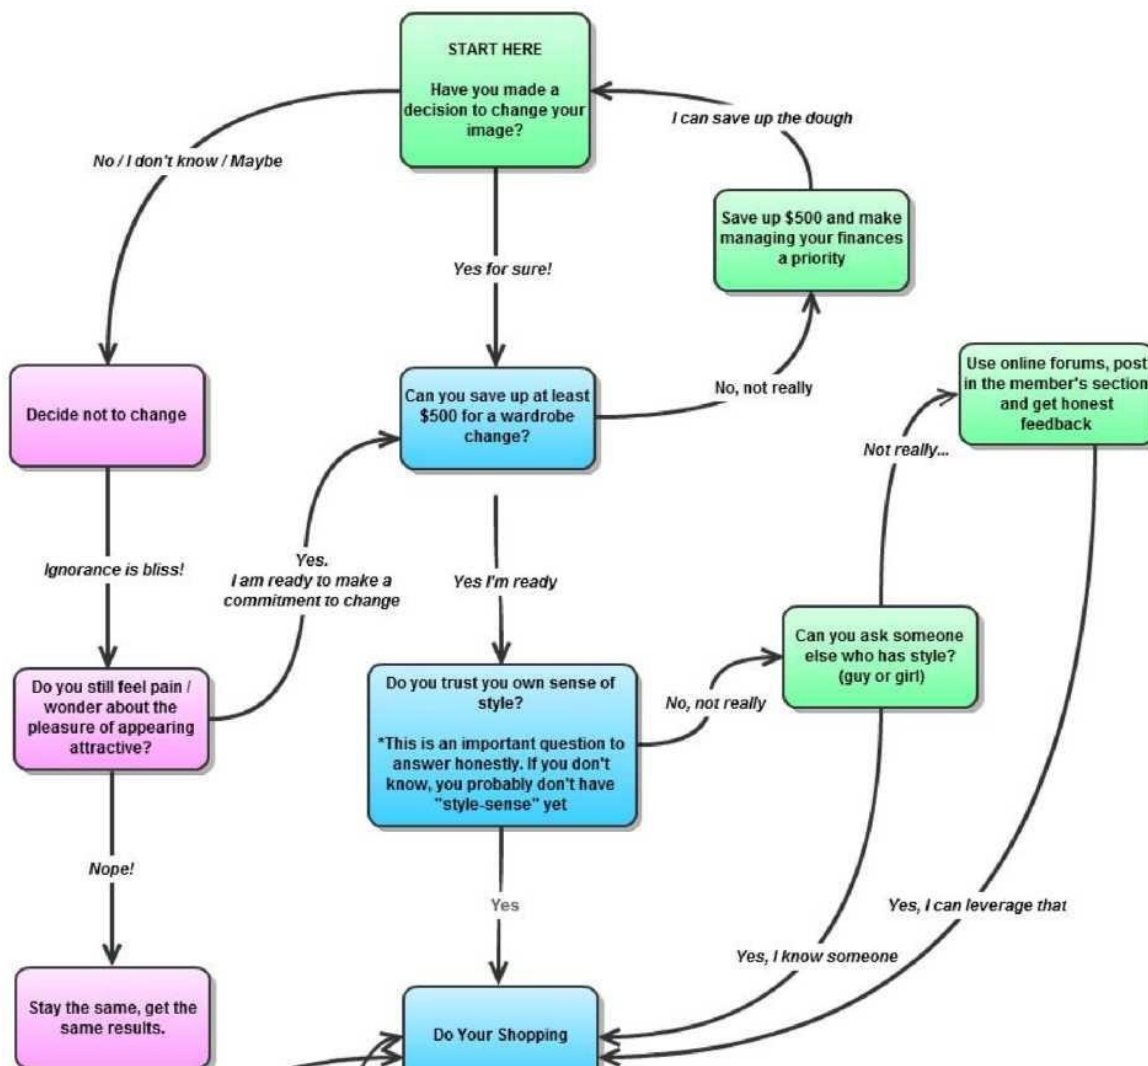 START HERE
Have you made a
decision to change your
image?
I can save up the dough
No / I don't know / Maybe
Save up $500 and make
managing your finances
a priority
Yes for sure!
Decide not to change
Can you save up at least
$500 for a wardrobe
change?
No, not really
Use online forums, post
in the member's section
and get honest
feedback
Not really...
Ignorance is bliss!
Yes.
I am ready to make a
commitment to change
Yes I'm ready
Can you ask someone
else who has style?
(guy or girl)
Do you still feel pain /
wonder about the
pleasure of appearing
attractive?
Do you trust you own sense of
style?
*This is an important question to
answer honestly. If you don't
know, you probably don't have
"style-sense" yet
No, not really
Nope!
Yes
Yes, I can leverage that
Yes, I know someone
Stay the same, get the
same results.
Do Your Shopping